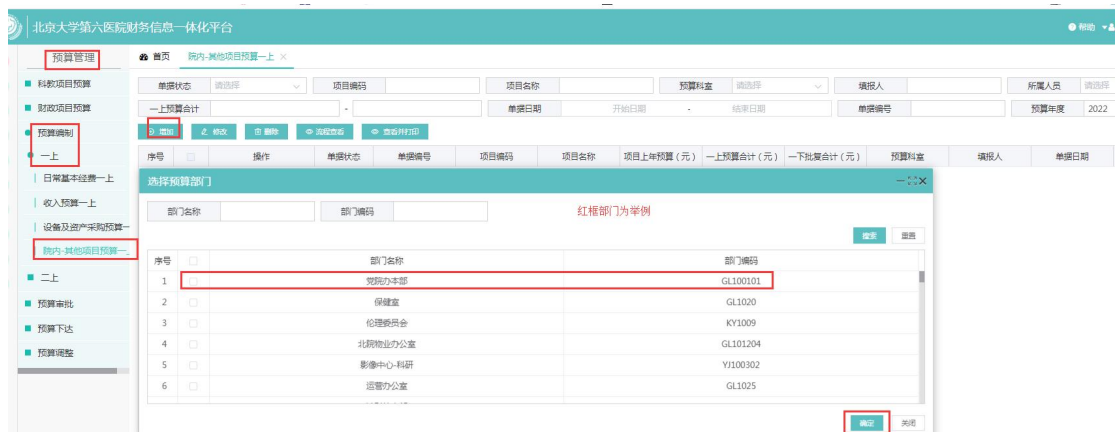 北京大学第六医院财务信息一体化平台
帮助
预算管理
首页 院内-其他项目预算一上 ×
科教项目预算
财政项目预算
预算编制
一上
日常基本经费一上
收入预算一上
设备及资产采购预算一
院内-其他项目预算一
二上
预算审批
预算下达
预算调整
单据状态 请选择 项目编码 项目名称 预算科室 请选择 填报人 所属人员 请选择
一上预算合计 - 单据日期 开始日期 - 结束日期 单据编号 预算年度 2022
增加 修改 删除 流程查看 查看并打印
序号 操作 单据状态 单据编号 项目编码 项目名称 项目上年预算（元） 一上预算合计（元） 一下批复合计（元） 预算科室 填报人 单据日期
选择预算部门
部门名称 部门编码 红框部门为举例
搜索 重置
序号 部门名称 部门编码
1 党院办本部 GL100101
2 保健室 GL1020
3 伦理委员会 KY1009
4 北院物业办公室 GL101204
5 影像中心-科研 YJ100302
6 运营办公室 GL1025
确定 关闭